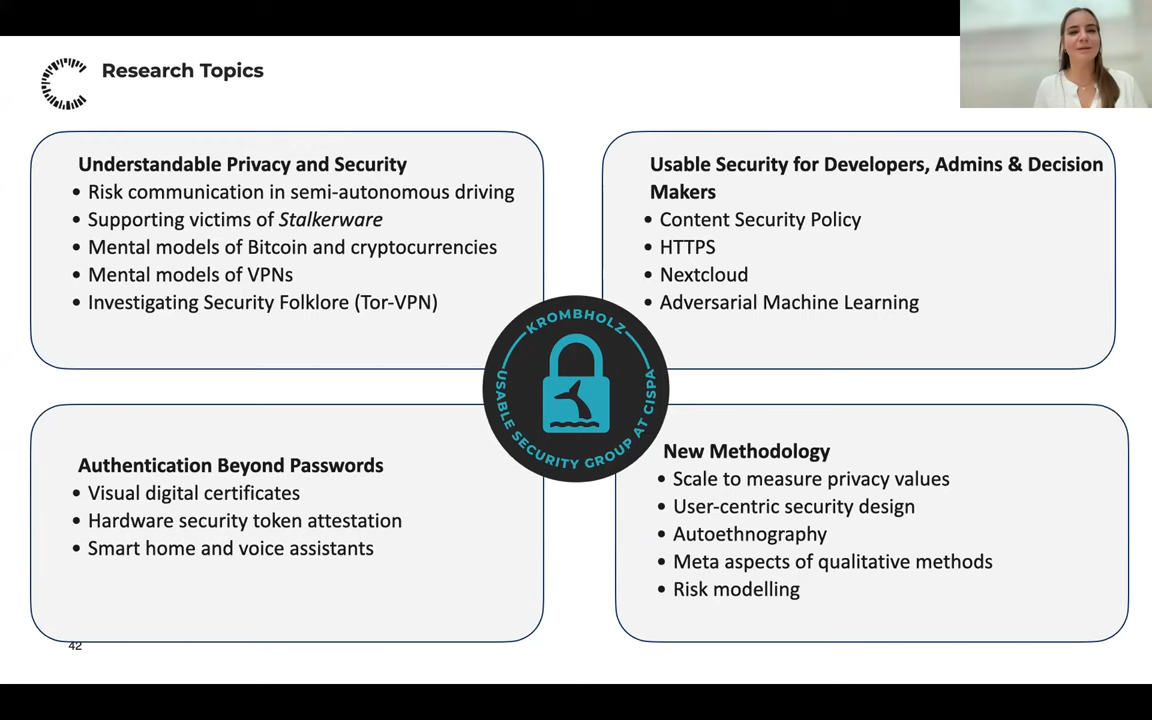 Research Topics
Understandable Privacy and Security
• Risk communication in semi-autonomous driving
• Supporting victims of Stalkerware
• Mental models of Bitcoin and cryptocurrencies
• Mental models of VPNs
• Investigating Security Folklore (Tor-VPN)
Usable Security for Developers, Admins & Decision
Makers
• Content Security Policy
• HTTPS
• Nextcloud
• Adversarial Machine Learning
KROMBHOLZ
USABLE SECURITY GROUP AT CISPA
Authentication Beyond Passwords
• Visual digital certificates
• Hardware security token attestation
• Smart home and voice assistants
New Methodology
• Scale to measure privacy values
• User-centric security design
• Autoethnography
• Meta aspects of qualitative methods
• Risk modelling
42